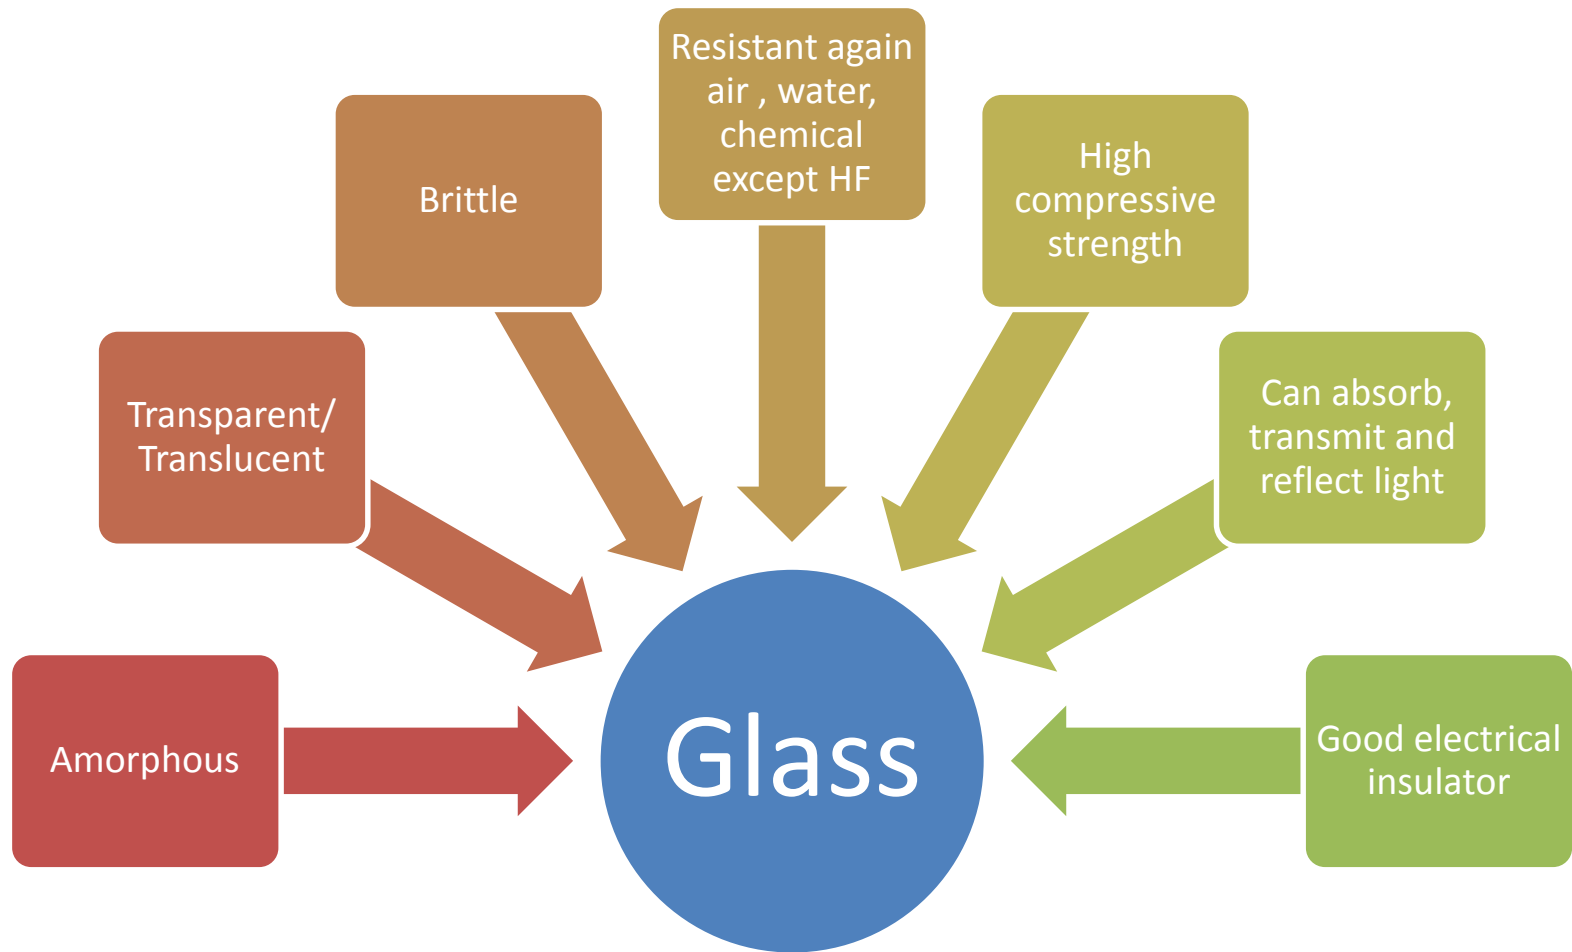 Resistant again
air , water,
chemical
except HF
Brittle
High
compressive
strength
Transparent/
Translucent
Can absorb,
transmit and
reflect light
Amorphous
Glass
Good electrical
insulator